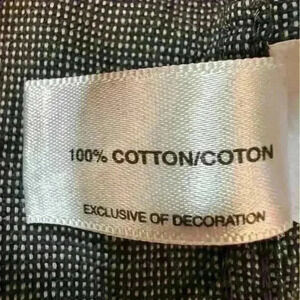 100% COTTON/COTON
EXCLUSIVE OF DECORATION